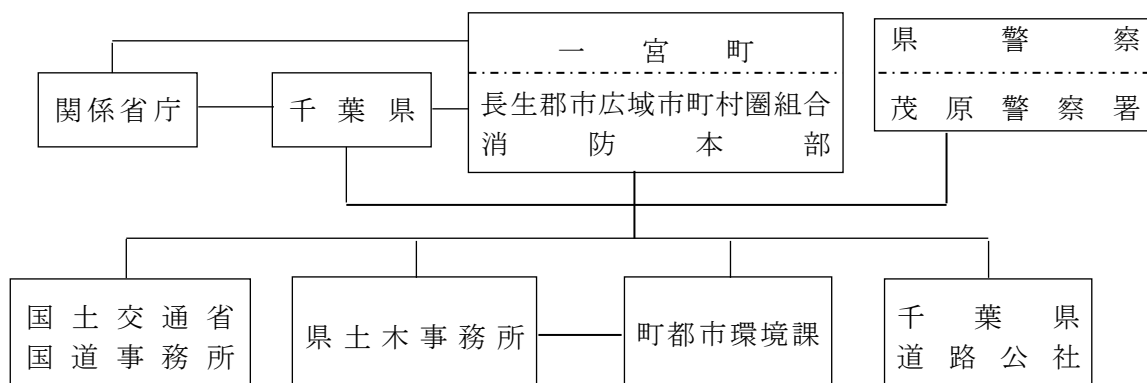 一宮町
長生郡市広域市町村圏組合
消防本部
県警察
茂原警察署
関係省庁
千葉県
国土交通省
国道事務所
県土木事務所
町都市環境課
千葉県
道路公社